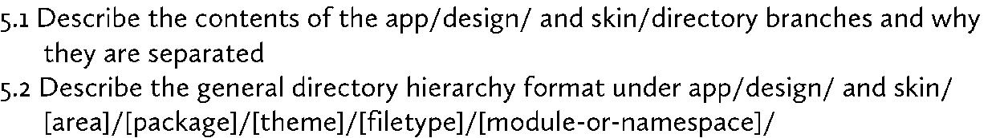 5.1 Describe the contents of the app/design/ and skin/directory branches and why
they are separated
5.2 Describe the general directory hierarchy format under app/design/ and skin/
[area]/[package]/[theme]/[filetype]/[module-or-namespace]/